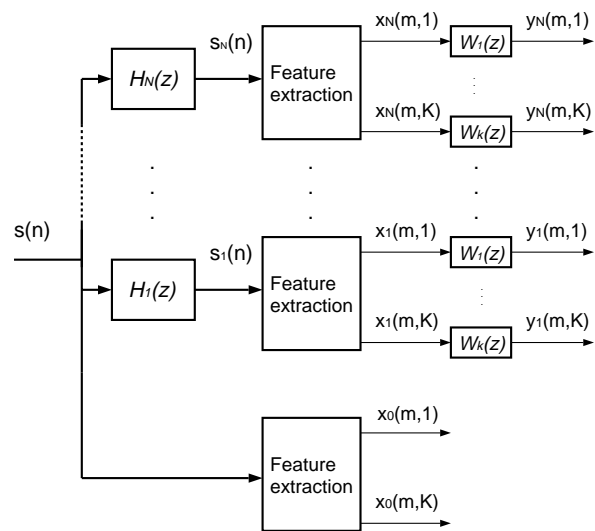 sN(n)
xN(m,1)
yN(m,1)
HN(z)
Feature
extraction
W1(z)
xN(m,K)
yN(m,K)
Wk(z)
s(n)
s1(n)
x1(m,1)
y1(m,1)
H1(z)
Feature
extraction
W1(z)
x1(m,K)
y1(m,K)
Wk(z)
x0(m,1)
Feature
extraction
x0(m,K)